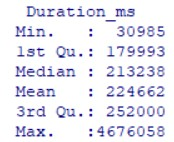 Duration_ms
Min.   :  30985
1st Qu.: 179993
Median : 213238
Mean   : 224662
3rd Qu.: 252000
Max.   :4676058